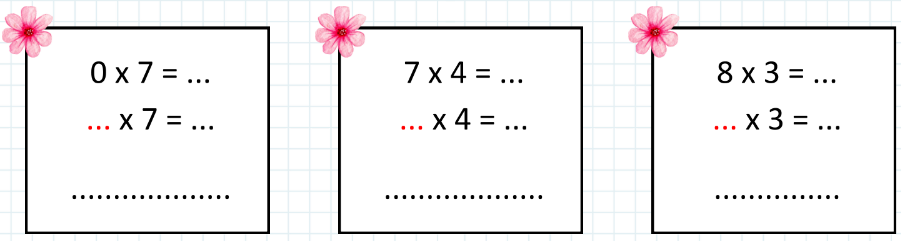 0 x 7 = ...
... x 7 = ...
...................
7 x 4 = ...
... x 4 = ...
...................
8 x 3 = ...
... x 3 = ...
...............